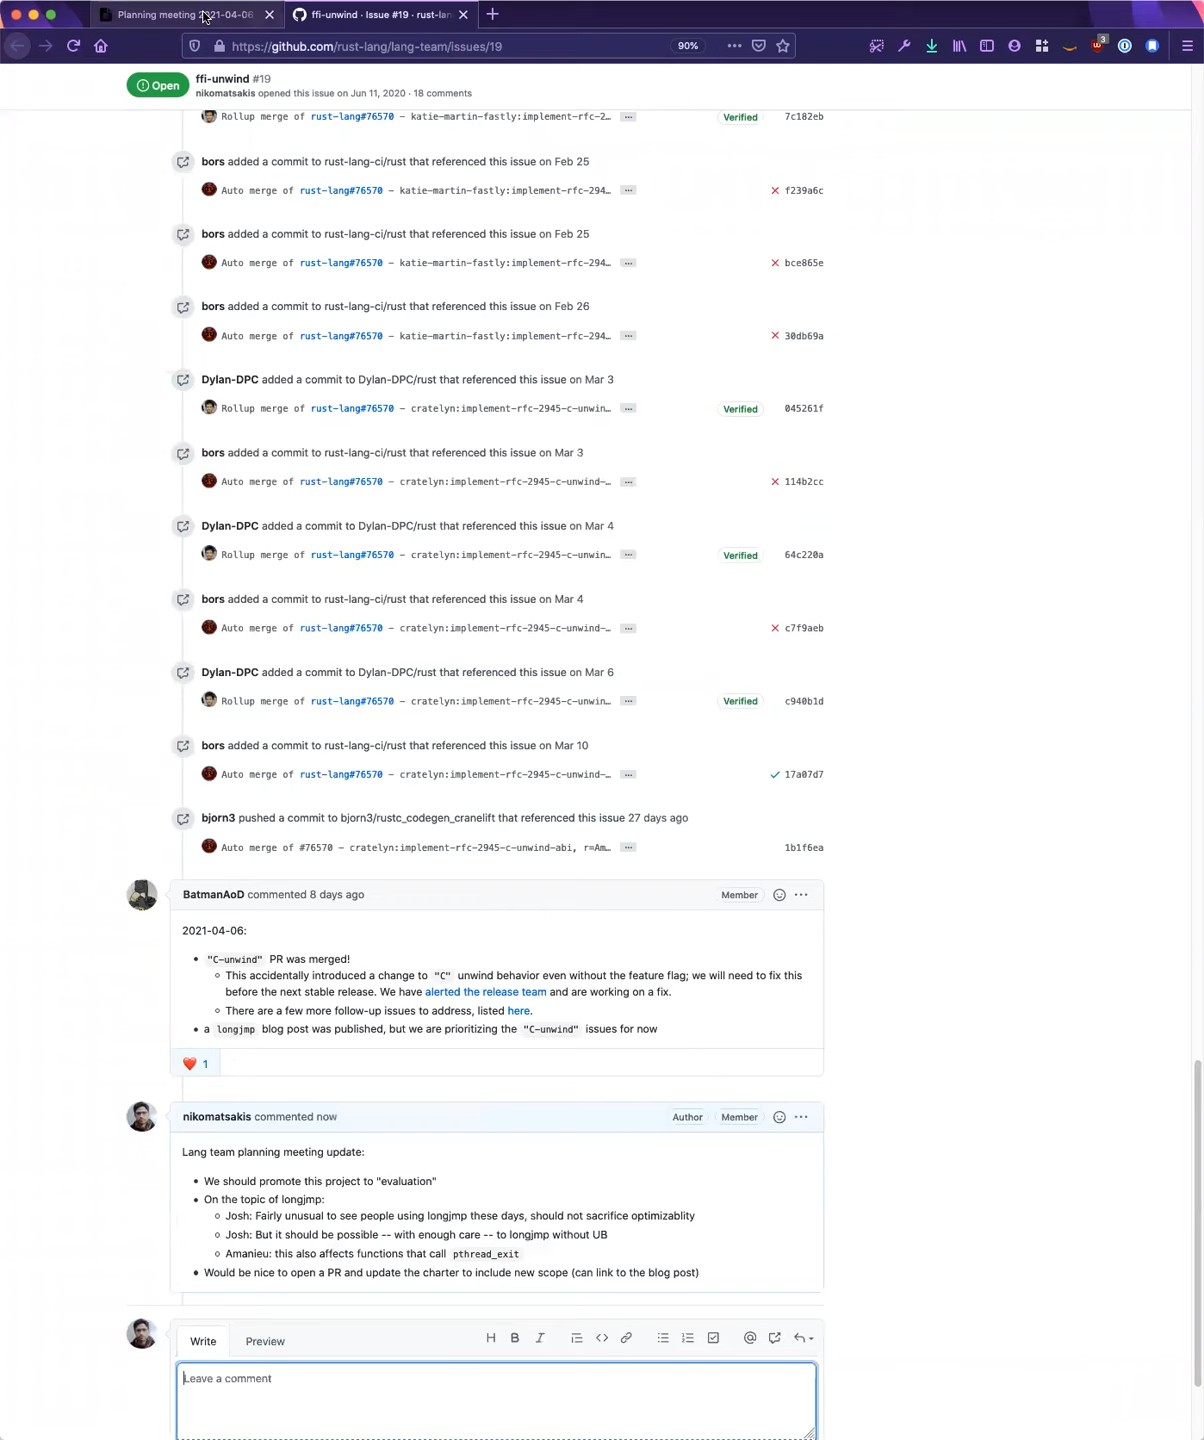 Planning meeting 2021-04-06
ffi-unwind · Issue #19 · rust-la
https://github.com/rust-lang/lang-team/issues/19
90%
3
Open
ffi-unwind #19
nikomatsakis opened this issue on Jun 11, 2020 · 18 comments
Rollup merge of rust-lang#76570 – katie-martin-fastly:implement-rfc-2…
Verified
7c182eb
bors added a commit to rust-lang-ci/rust that referenced this issue on Feb 25
Auto merge of rust-lang#76570 – katie-martin-fastly:implement-rfc-294…
f239a6c
bors added a commit to rust-lang-ci/rust that referenced this issue on Feb 25
Auto merge of rust-lang#76570 – katie-martin-fastly:implement-rfc-294…
bce865e
bors added a commit to rust-lang-ci/rust that referenced this issue on Feb 26
Auto merge of rust-lang#76570 – katie-martin-fastly:implement-rfc-294…
30db69a
Dylan-DPC added a commit to Dylan-DPC/rust that referenced this issue on Mar 3
Rollup merge of rust-lang#76570 – cratelyn:implement-rfc-2945-c-unwin…
Verified
045261f
bors added a commit to rust-lang-ci/rust that referenced this issue on Mar 3
Auto merge of rust-lang#76570 – cratelyn:implement-rfc-2945-c-unwind-…
114b2cc
Dylan-DPC added a commit to Dylan-DPC/rust that referenced this issue on Mar 4
Rollup merge of rust-lang#76570 – cratelyn:implement-rfc-2945-c-unwin…
Verified
64c220a
bors added a commit to rust-lang-ci/rust that referenced this issue on Mar 4
Auto merge of rust-lang#76570 – cratelyn:implement-rfc-2945-c-unwind-…
c7f9aeb
Dylan-DPC added a commit to Dylan-DPC/rust that referenced this issue on Mar 6
Rollup merge of rust-lang#76570 – cratelyn:implement-rfc-2945-c-unwin…
Verified
c940b1d
bors added a commit to rust-lang-ci/rust that referenced this issue on Mar 10
Auto merge of rust-lang#76570 – cratelyn:implement-rfc-2945-c-unwind-…
17a07d7
bjorn3 pushed a commit to bjorn3/rustc_codegen_cranelift that referenced this issue 27 days ago
Auto merge of #76570 – cratelyn:implement-rfc-2945-c-unwind-abi, r=Am…
1b1f6ea
BatmanAoD commented 8 days ago
Member
2021-04-06:
• "C-unwind" PR was merged!
◦ This accidentally introduced a change to "C" unwind behavior even without the feature flag; we will need to fix this
before the next stable release. We have alerted the release team and are working on a fix.
◦ There are a few more follow-up issues to address, listed here.
• a longjmp blog post was published, but we are prioritizing the "C-unwind" issues for now
❤️ 1
nikomatsakis commented now
Author
Member
Lang team planning meeting update:
• We should promote this project to "evaluation"
• On the topic of longjmp:
◦ Josh: Fairly unusual to see people using longjmp these days, should not sacrifice optimizablity
◦ Josh: But it should be possible -- with enough care -- to longjmp without UB
◦ Amanieu: this also affects functions that call pthread_exit
• Would be nice to open a PR and update the charter to include new scope (can link to the blog post)
Write
Preview
Leave a comment